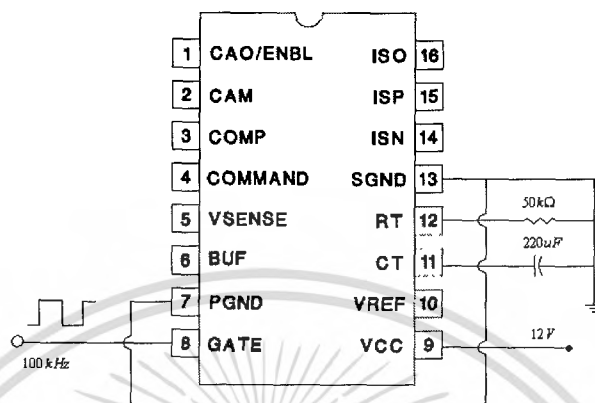 1 CAO/ENBL ISO 16
2 CAM ISP 15
3 COMP ISN 14
4 COMMAND SGND 13
5 VSENSE RT 12 50kΩ
6 BUF CT 11 220uF
7 PGND VREF 10
8 GATE VCC 9 12V
100kHz